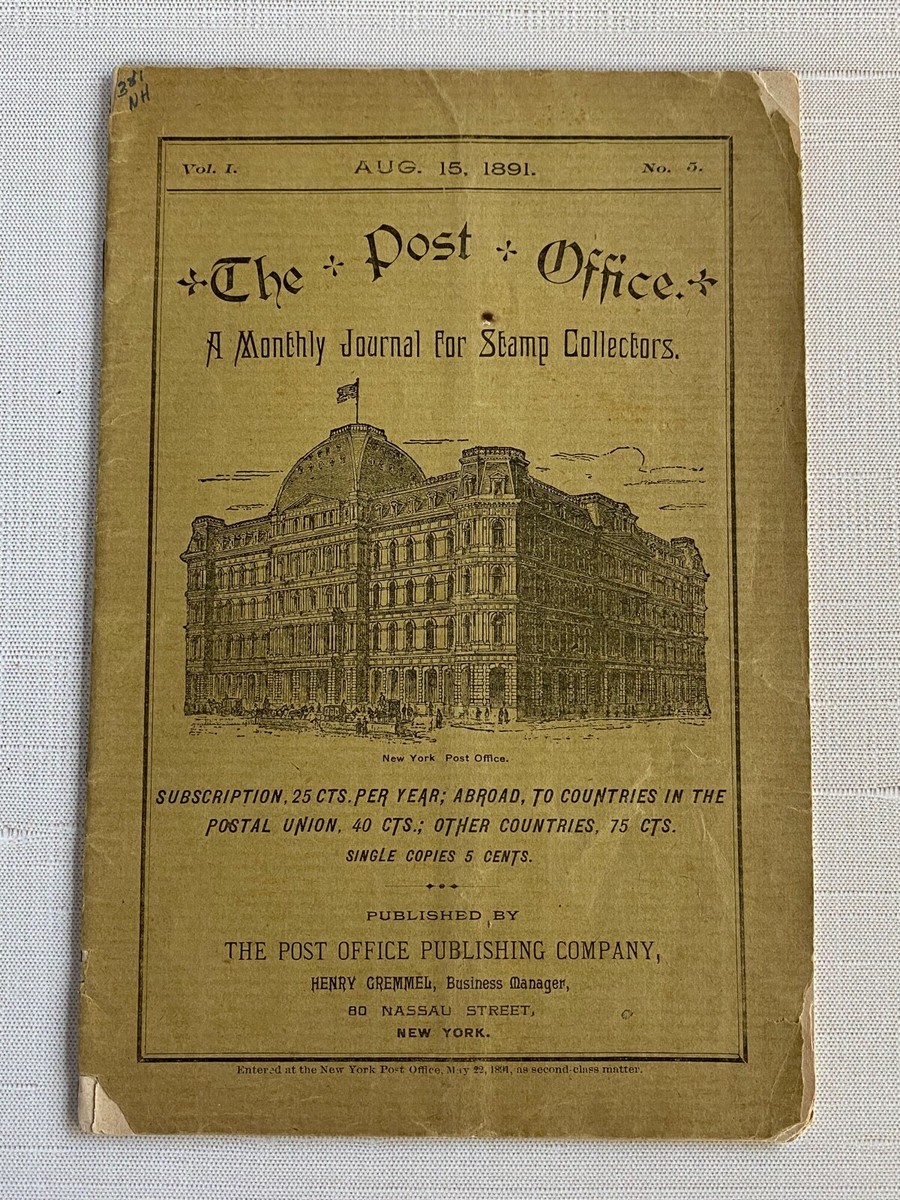 381
NH
Vol. I. AUG. 15, 1891. No. 5.
The Post Office.
A Monthly Journal for Stamp Collectors.
New York Post Office.
SUBSCRIPTION, 25 CTS. PER YEAR; ABROAD, TO COUNTRIES IN THE
POSTAL UNION, 40 CTS.; OTHER COUNTRIES, 75 CTS.
SINGLE COPIES 5 CENTS.
PUBLISHED BY
THE POST OFFICE PUBLISHING COMPANY,
HENRY GREMMEL, Business Manager,
80 NASSAU STREET,
NEW YORK.
Entered at the New York Post Office, May 22, 1891, as second-class matter.